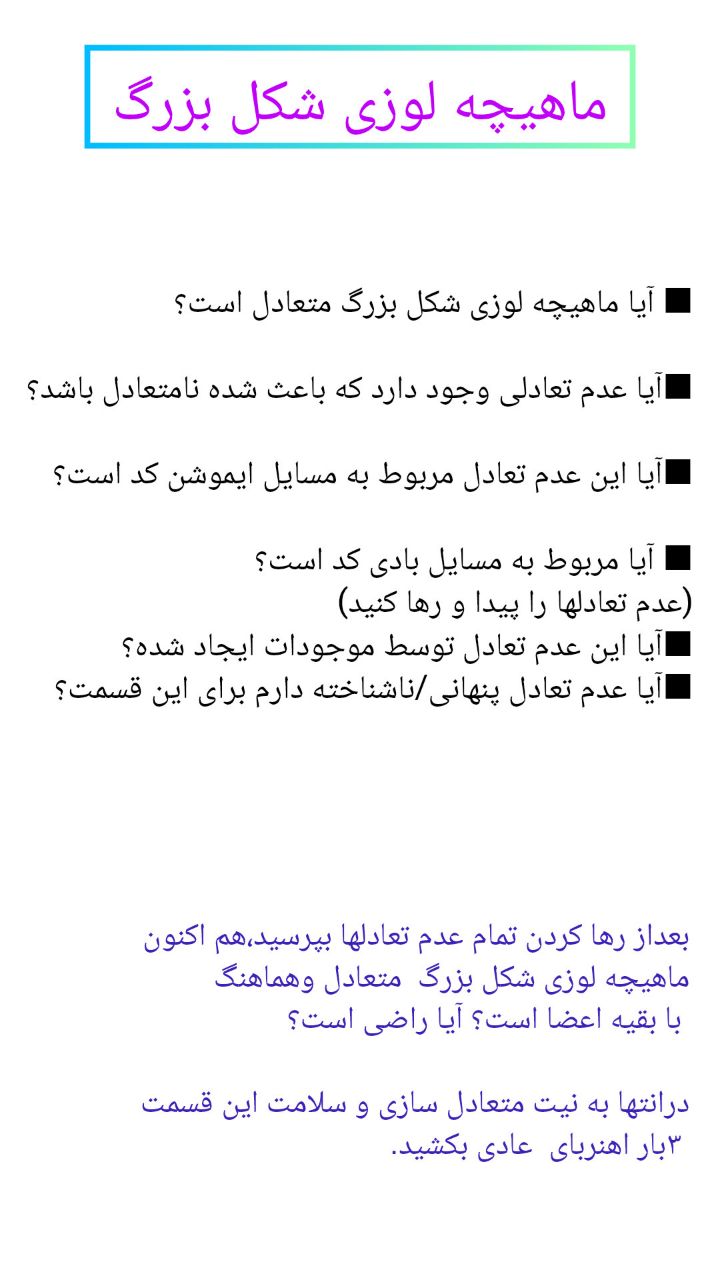 ماهیچه لوزی شکل بزرگ
■ آیا ماهیچه لوزی شکل بزرگ متعادل است؟
■آیا عدم تعادلی وجود دارد که باعث شده نامتعادل باشد؟
■آیا این عدم تعادل مربوط به مسایل ایموشن کد است؟
■ آیا مربوط به مسایل بادی کد است؟
(عدم تعادلها را پیدا و رها کنید)
■آیا این عدم تعادل توسط موجودات ایجاد شده؟
■آیا عدم تعادل پنهانی/ناشناخته دارم برای این قسمت؟
بعداز رها کردن تمام عدم تعادلها بپرسید،هم اکنون
ماهیچه لوزی شکل بزرگ متعادل وهماهنگ
با بقیه اعضا است؟ آیا راضی است؟
درانتها به نیت متعادل سازی و سلامت این قسمت
۳بار اهنربای عادی بکشید.